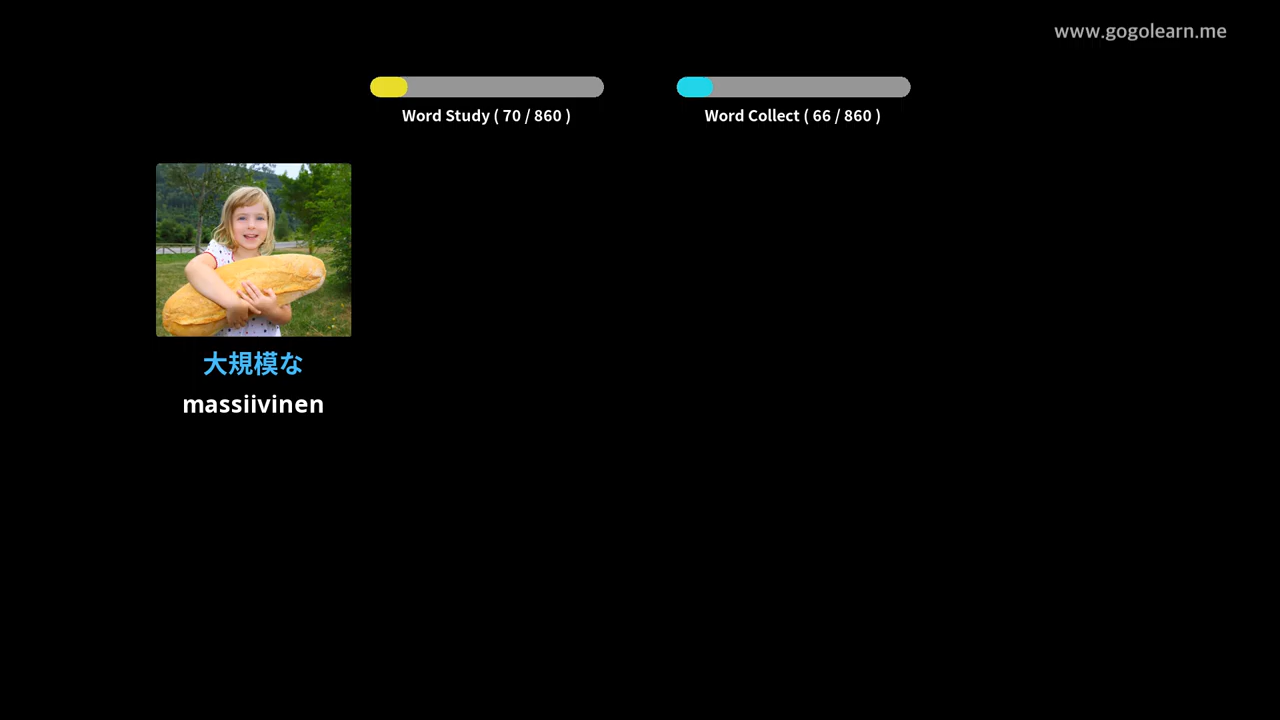 www.gogolearn.me
Word Study ( 70 / 860 )
Word Collect ( 66 / 860 )
大規模な
massiivinen